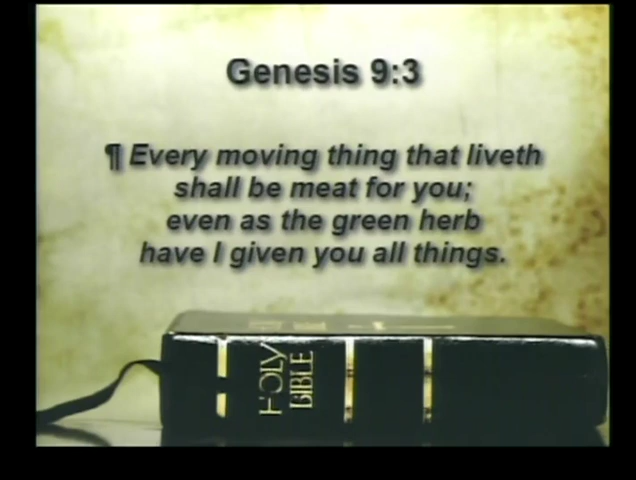 Genesis 9:3
¶ Every moving thing that liveth
shall be meat for you;
even as the green herb
have I given you all things.
HOLY
BIBLE